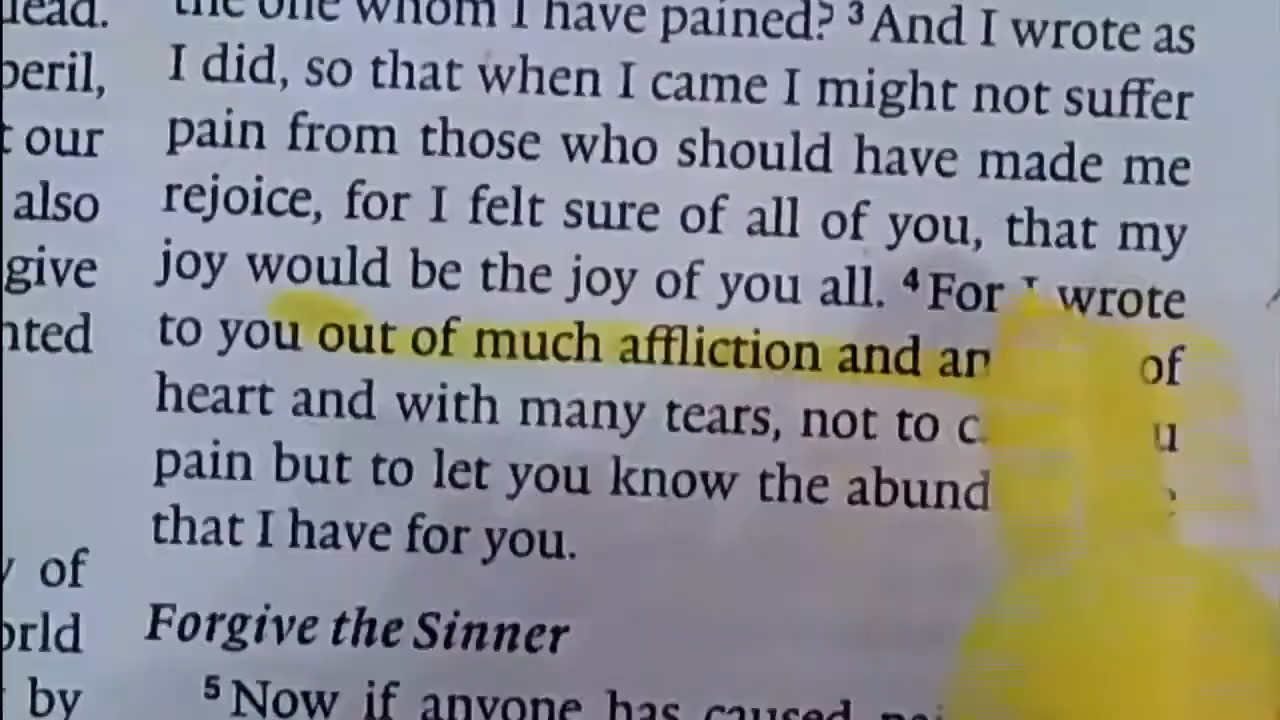 lead.
peril,
t our
also
give
nted
of
orld
by
the one whom I have pained? ³And I wrote as
I did, so that when I came I might not suffer
pain from those who should have made me
rejoice, for I felt sure of all of you, that my
joy would be the joy of you all. ⁴For I wrote
to you out of much affliction and an of
heart and with many tears, not to c u
pain but to let you know the abund
that I have for you.
Forgive the Sinner
⁵Now if anyone has caused